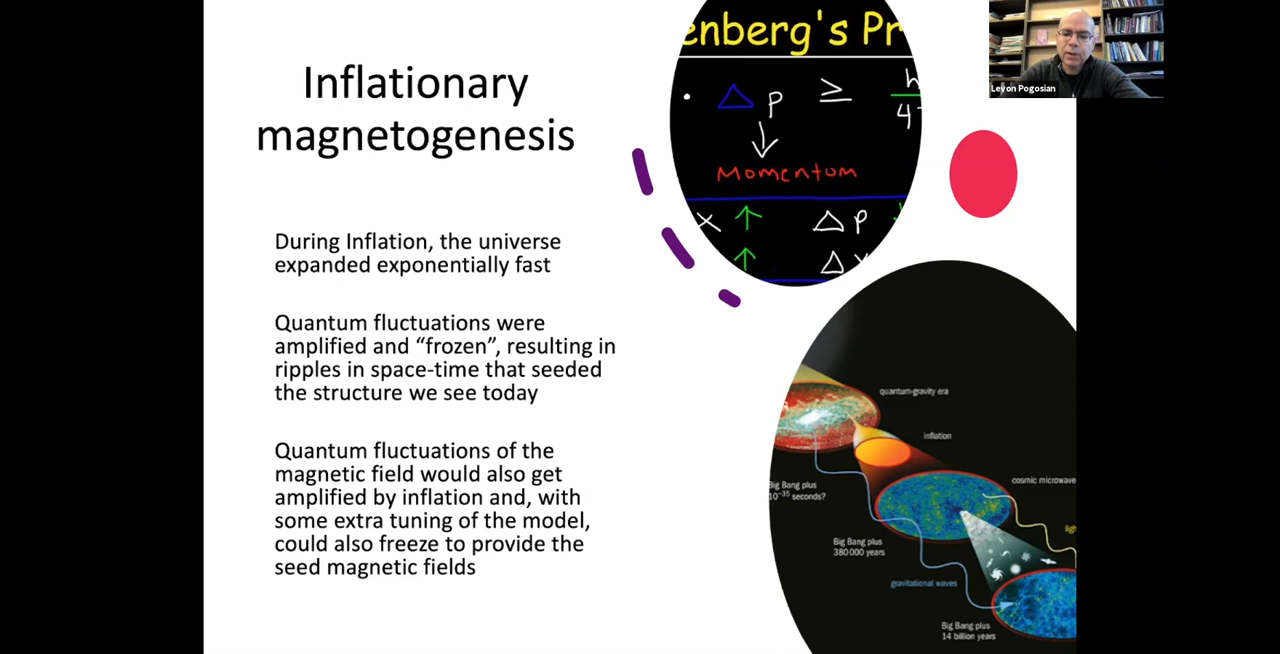 Inflationary
magnetogenesis
During Inflation, the universe
expanded exponentially fast
Quantum fluctuations were
amplified and “frozen”, resulting in
ripples in space-time that seeded
the structure we see today
Quantum fluctuations of the
magnetic field would also get
amplified by inflation and, with
some extra tuning of the model,
could also freeze to provide the
seed magnetic fields
enberg's Pr
• Δ p ≥ h
4
Momentum
x ↑ Δ p
↑ Δ
Levon Pogosian
quantum-gravity era
inflation
Big Bang plus
10⁻³⁵ seconds?
cosmic microwave
ligh
Big Bang plus
380 000 years
gravitational waves
Big Bang plus
14 billion years